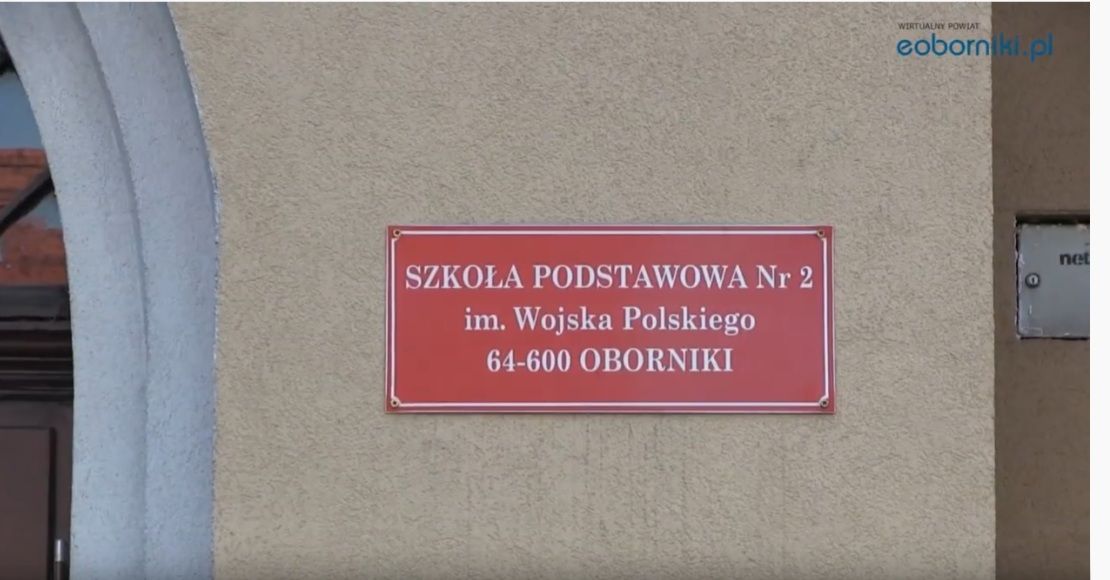 WIRTUALNY POWIAT
eoborniki.pl
SZKOŁA PODSTAWOWA Nr 2
im. Wojska Polskiego
64-600 OBORNIKI
net